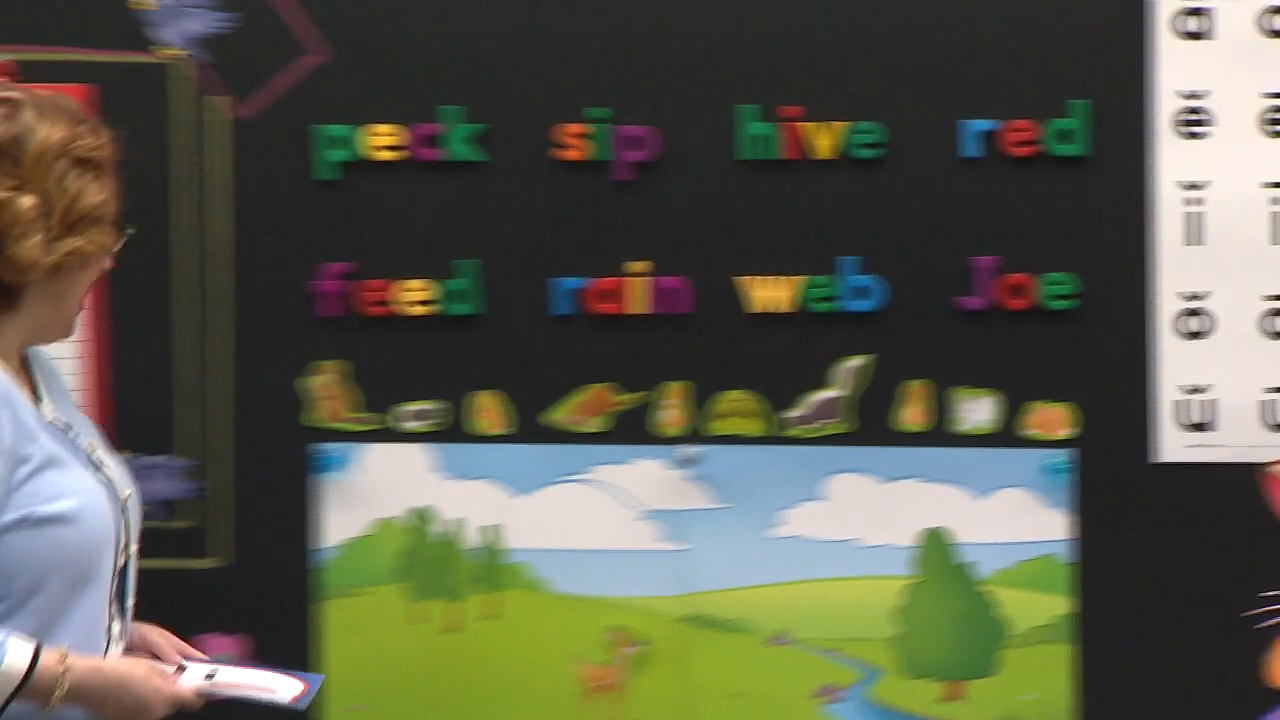 peck sip hive red
feed rain web Joe
ă
ĕ ē
ĭ ī
ŏ ō
ŭ ū